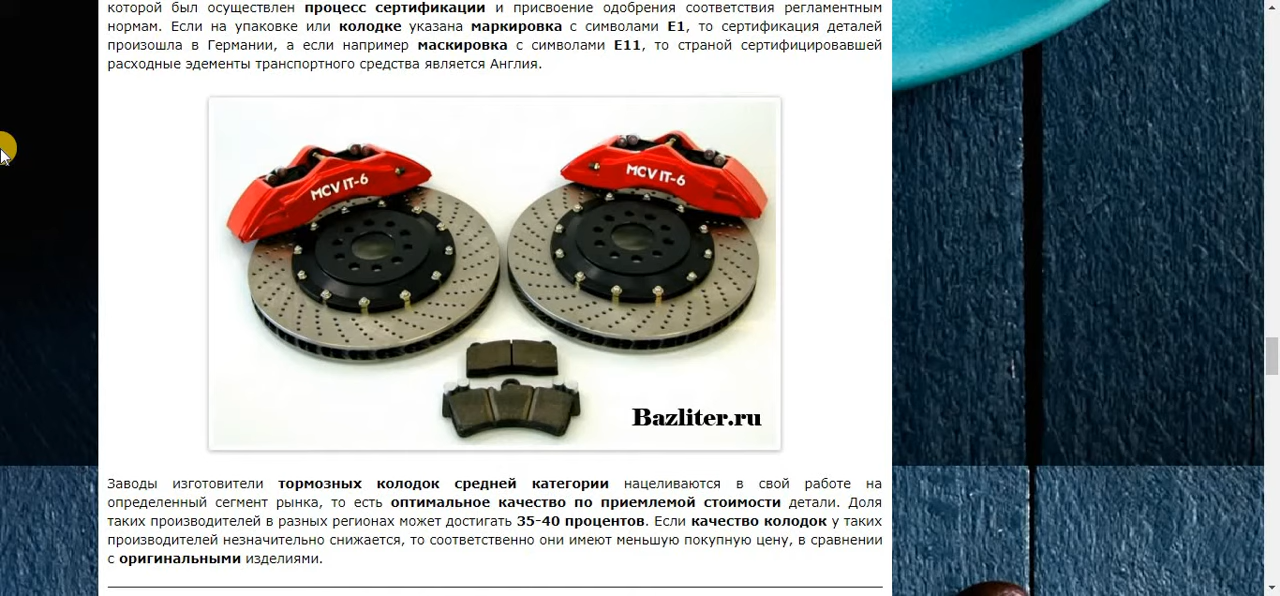 которой был осуществлен процесс сертификации и присвоение одобрения соответствия регламентным
нормам. Если на упаковке или колодке указана маркировка с символами E1, то сертификация деталей
произошла в Германии, а если например маскировка с символами E11, то страной сертифицировавшей
расходные эдементы транспортного средства является Англия.
MCV IT-6
MCV IT-6
Bazliter.ru
Заводы изготовители тормозных колодок средней категории нацеливаются в свой работе на
определенный сегмент рынка, то есть оптимальное качество по приемлемой стоимости детали. Доля
таких производителей в разных регионах может достигать 35-40 процентов. Если качество колодок у таких
производителей незначительно снижается, то соответственно они имеют меньшую покупную цену, в сравнении
с оригинальными изделиями.